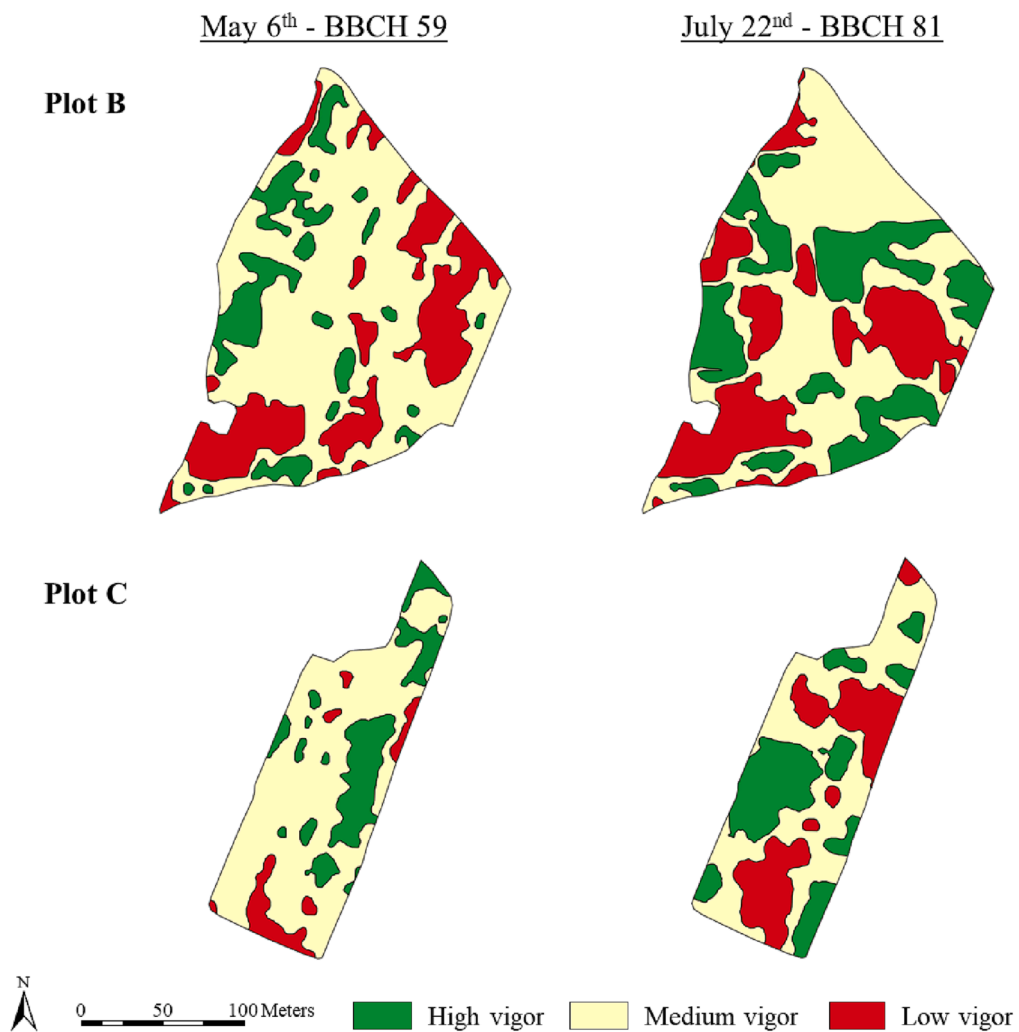 May 6th - BBCH 59
July 22nd - BBCH 81
Plot B
Plot C
N
0 50 100 Meters
High vigor
Medium vigor
Low vigor